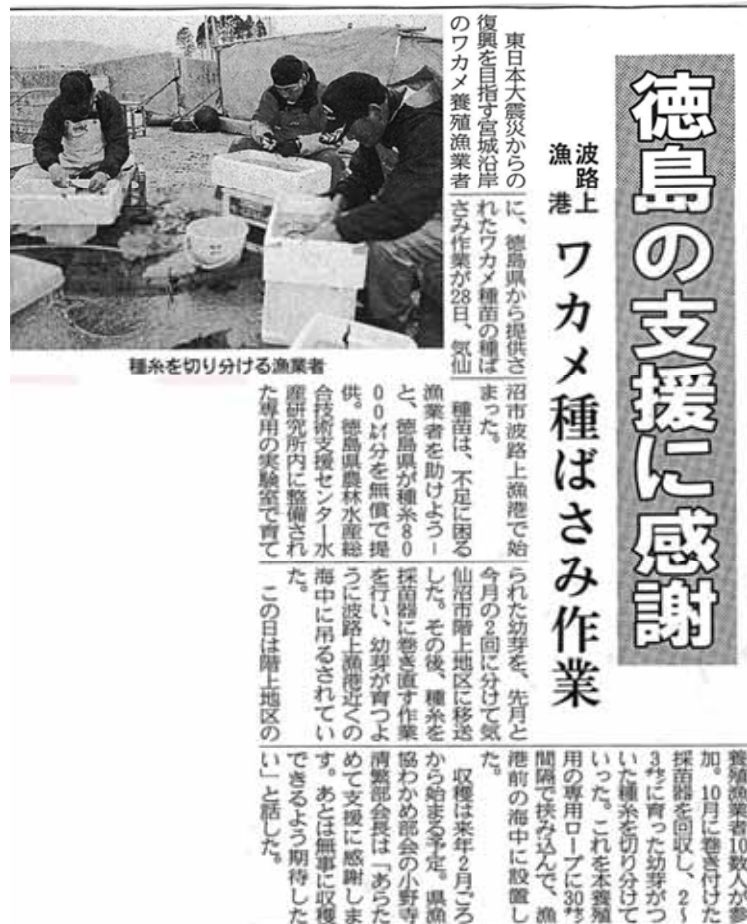 徳島の支援に感謝
波路上
漁港
ワカメ種ばさみ作業
東日本大震災からの
復興を目指す宮城沿岸
のワカメ養殖漁業者
に、徳島県から提供さ
れたワカメ種苗の種ば
さみ作業が28日、気仙
沼市波路上漁港で始
まった。
種苗は、不足に困る
漁業者を助けよう―
と、徳島県が種糸80
00㍍分を無償で提
供。徳島県農林水産総
合技術支援センター水
産研究所内に整備され
た専用の実験室で育て
られた幼芽を、先月と
今月の2回に分けて気
仙沼市階上地区に移送
した。その後、種糸を
採苗器に巻き直す作業
を行い、幼芽が育つよ
うに波路上漁港近くの
海中に吊るされてい
た。
この日は階上地区の
養殖漁業者10数人が参
加。10月に巻き付けた
採苗器を回収し、2~
3㌢に育った幼芽がつ
いた種糸を切り分けて
いった。これを本養殖
用の専用ロープに30㌢
間隔で挟み込んで、漁
港前の海中に設置し
た。
収穫は来年2月ごろ
から始まる予定。県漁
協わかめ部会の小野寺
清繁部会長は「あらた
めて支援に感謝しま
す。あとは無事に収穫
できるよう期待した
い」と話した。
種糸を切り分ける漁業者